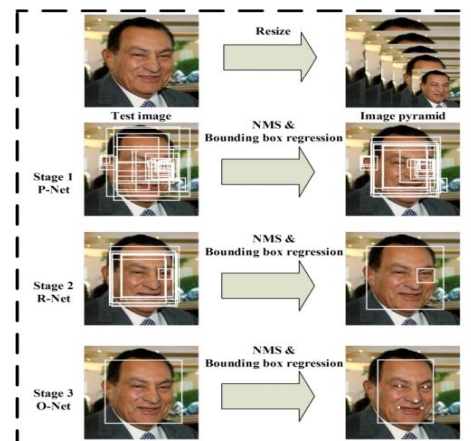 Resize
Test image
Image pyramid
NMS &
Bounding box regression
Stage 1
P-Net
NMS &
Bounding box regression
Stage 2
R-Net
NMS &
Bounding box regression
Stage 3
O-Net